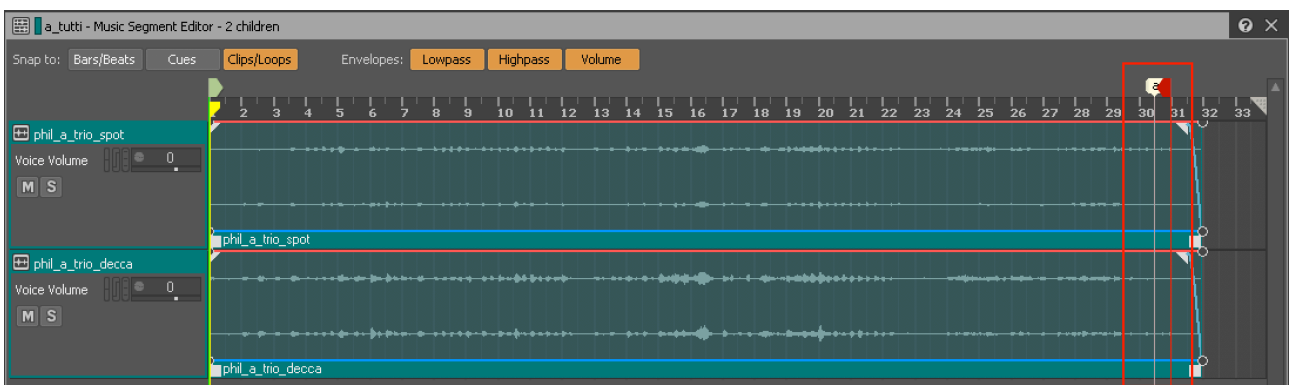 a_tutti - Music Segment Editor - 2 children
Snap to: Bars/Beats Cues Clips/Loops Envelopes: Lowpass Highpass Volume
a
2 3 4 5 6 7 8 9 10 11 12 13 14 15 16 17 18 19 20 21 22 23 24 25 26 27 28 29 30 31 32 33
phil_a_trio_spot
Voice Volume 0
M S
phil_a_trio_spot
phil_a_trio_decca
Voice Volume 0
M S
phil_a_trio_decca